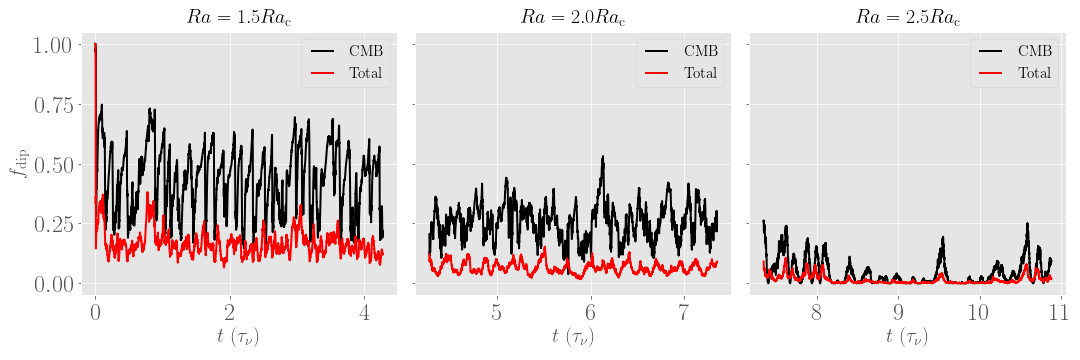 Ra = 1.5Ra_c
Ra = 2.0Ra_c
Ra = 2.5Ra_c
f_dip
1.00
0.75
0.50
0.25
0.00
CMB
Total
CMB
Total
CMB
Total
0 2 4
5 6 7
8 9 10 11
t (τ_ν)
t (τ_ν)
t (τ_ν)